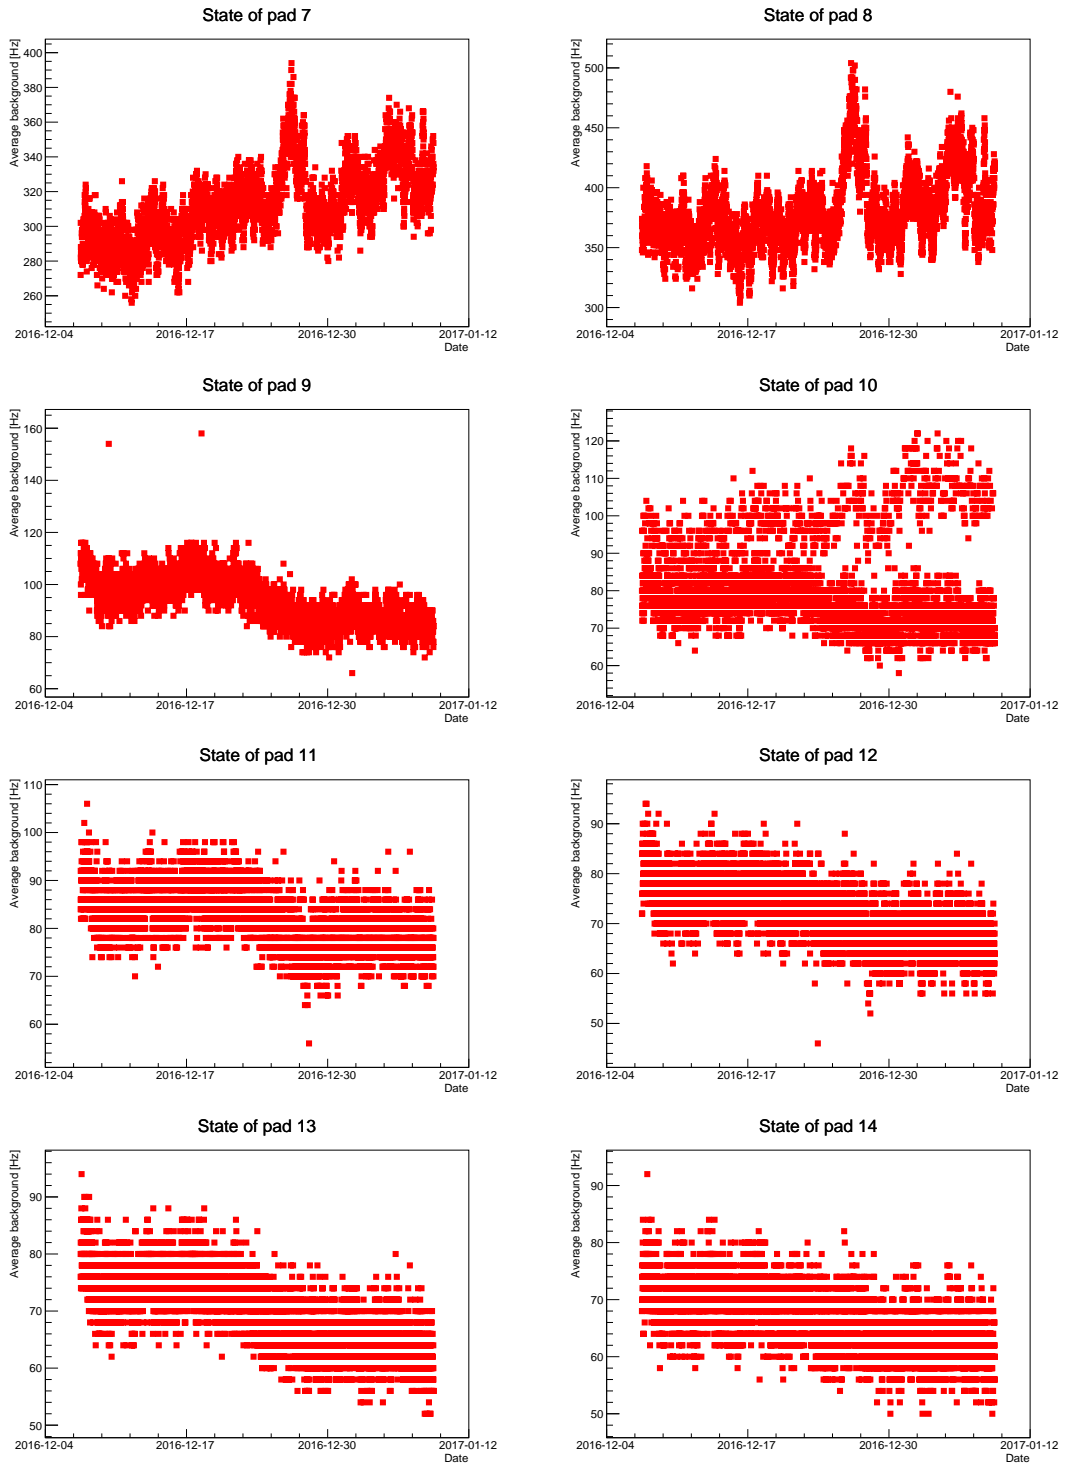 State of pad 7
Average background [Hz]
400
380
360
340
320
300
280
260
2016-12-04 2016-12-17 2016-12-30 2017-01-12
Date
State of pad 8
Average background [Hz]
500
450
400
350
300
2016-12-04 2016-12-17 2016-12-30 2017-01-12
Date
State of pad 9
Average background [Hz]
160
140
120
100
80
60
2016-12-04 2016-12-17 2016-12-30 2017-01-12
Date
State of pad 10
Average background [Hz]
120
110
100
90
80
70
60
2016-12-04 2016-12-17 2016-12-30 2017-01-12
Date
State of pad 11
Average background [Hz]
110
100
90
80
70
60
2016-12-04 2016-12-17 2016-12-30 2017-01-12
Date
State of pad 12
Average background [Hz]
90
80
70
60
50
2016-12-04 2016-12-17 2016-12-30 2017-01-12
Date
State of pad 13
Average background [Hz]
90
80
70
60
50
2016-12-04 2016-12-17 2016-12-30 2017-01-12
Date
State of pad 14
Average background [Hz]
90
80
70
60
50
2016-12-04 2016-12-17 2016-12-30 2017-01-12
Date